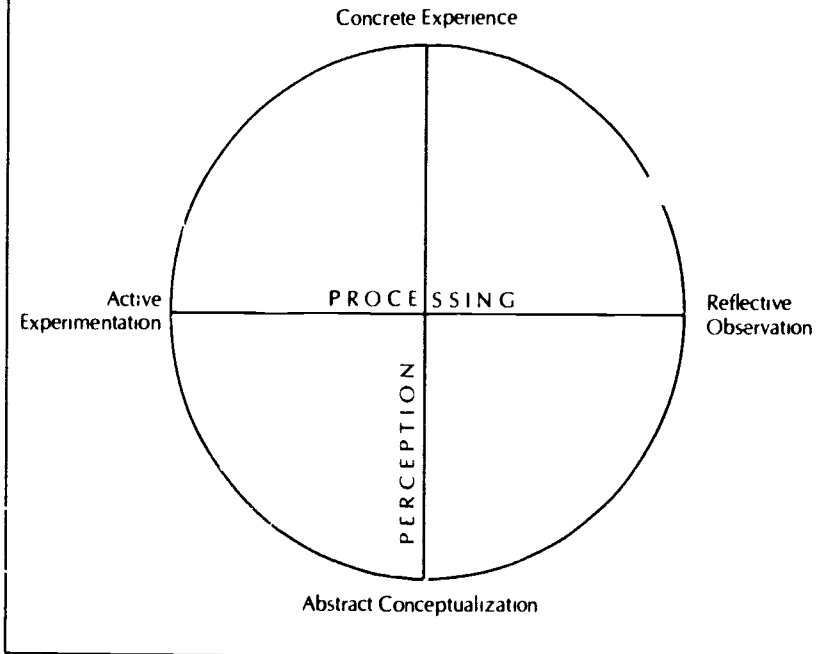 Concrete Experience
PROCESSING
Active
Experimentation
Reflective
Observation
PERCEPTION
Abstract Conceptualization